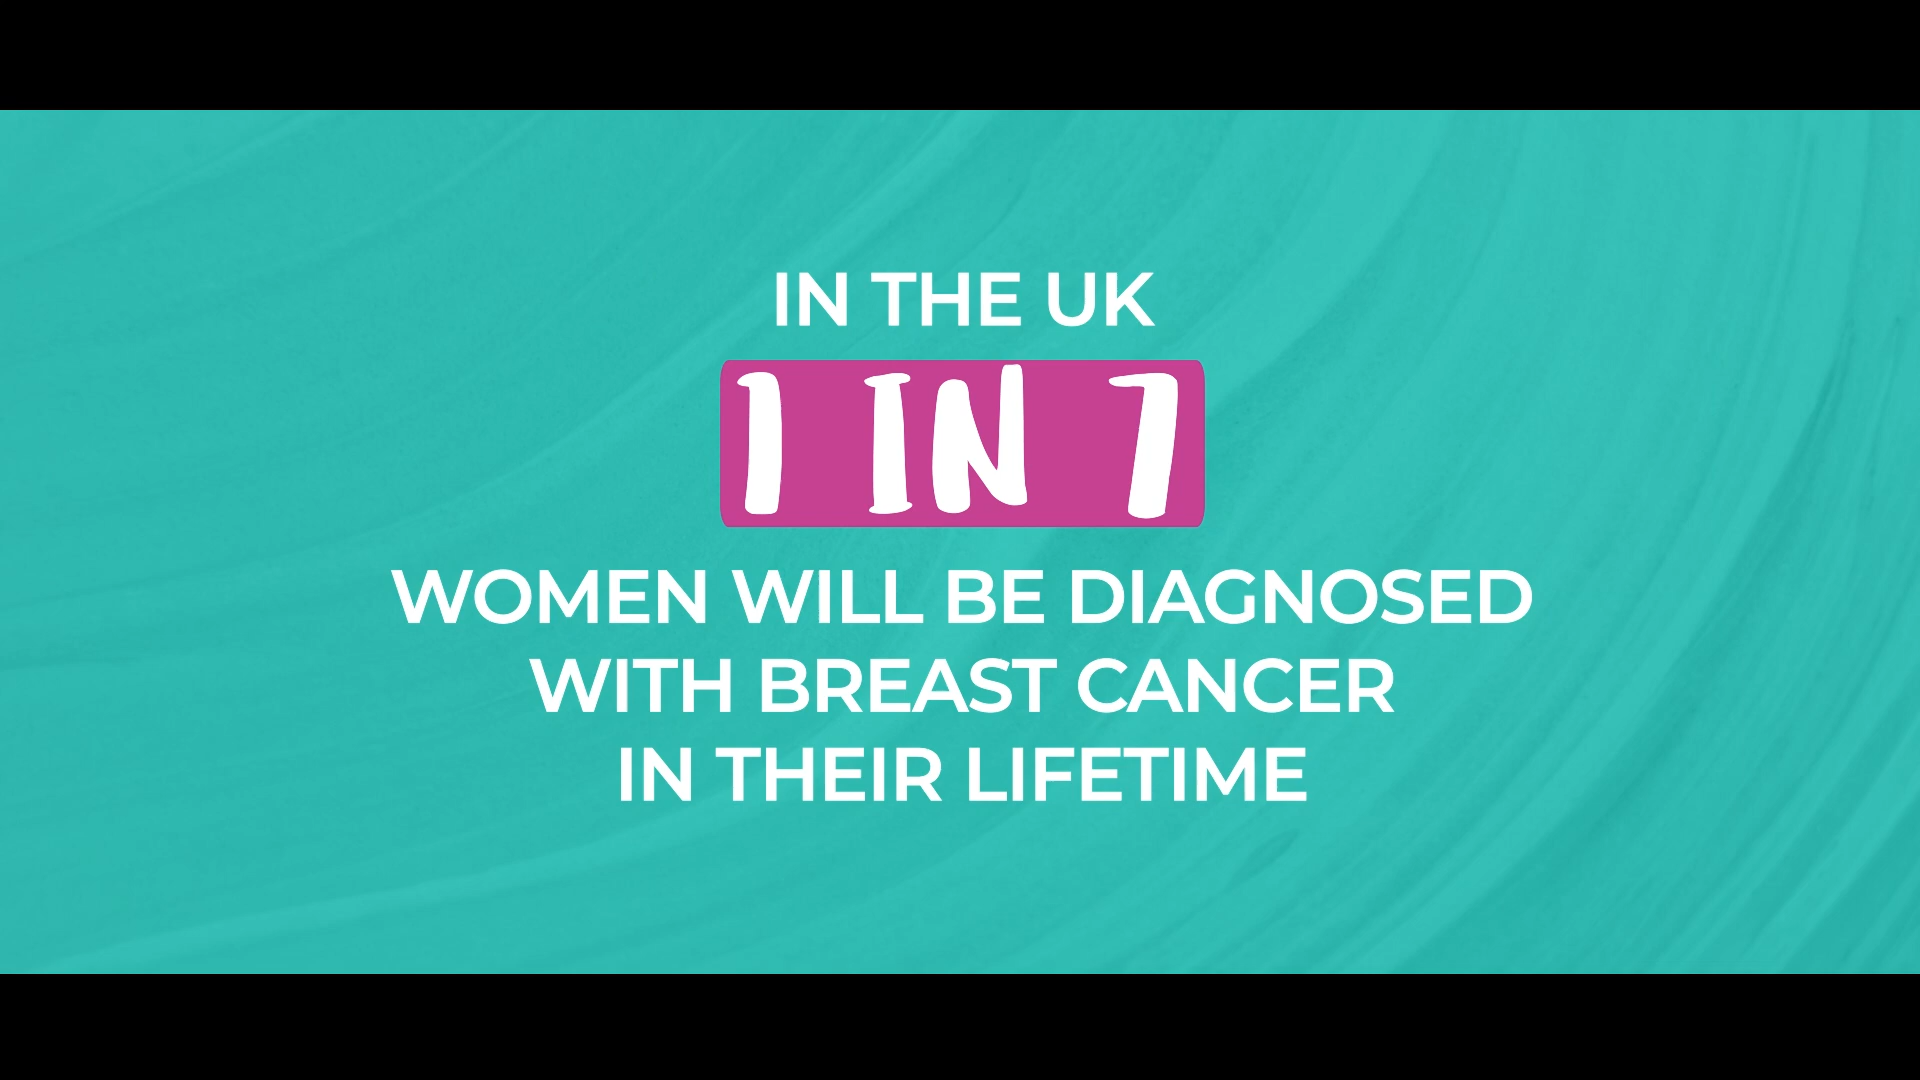 IN THE UK
1 IN 7
WOMEN WILL BE DIAGNOSED
WITH BREAST CANCER
IN THEIR LIFETIME